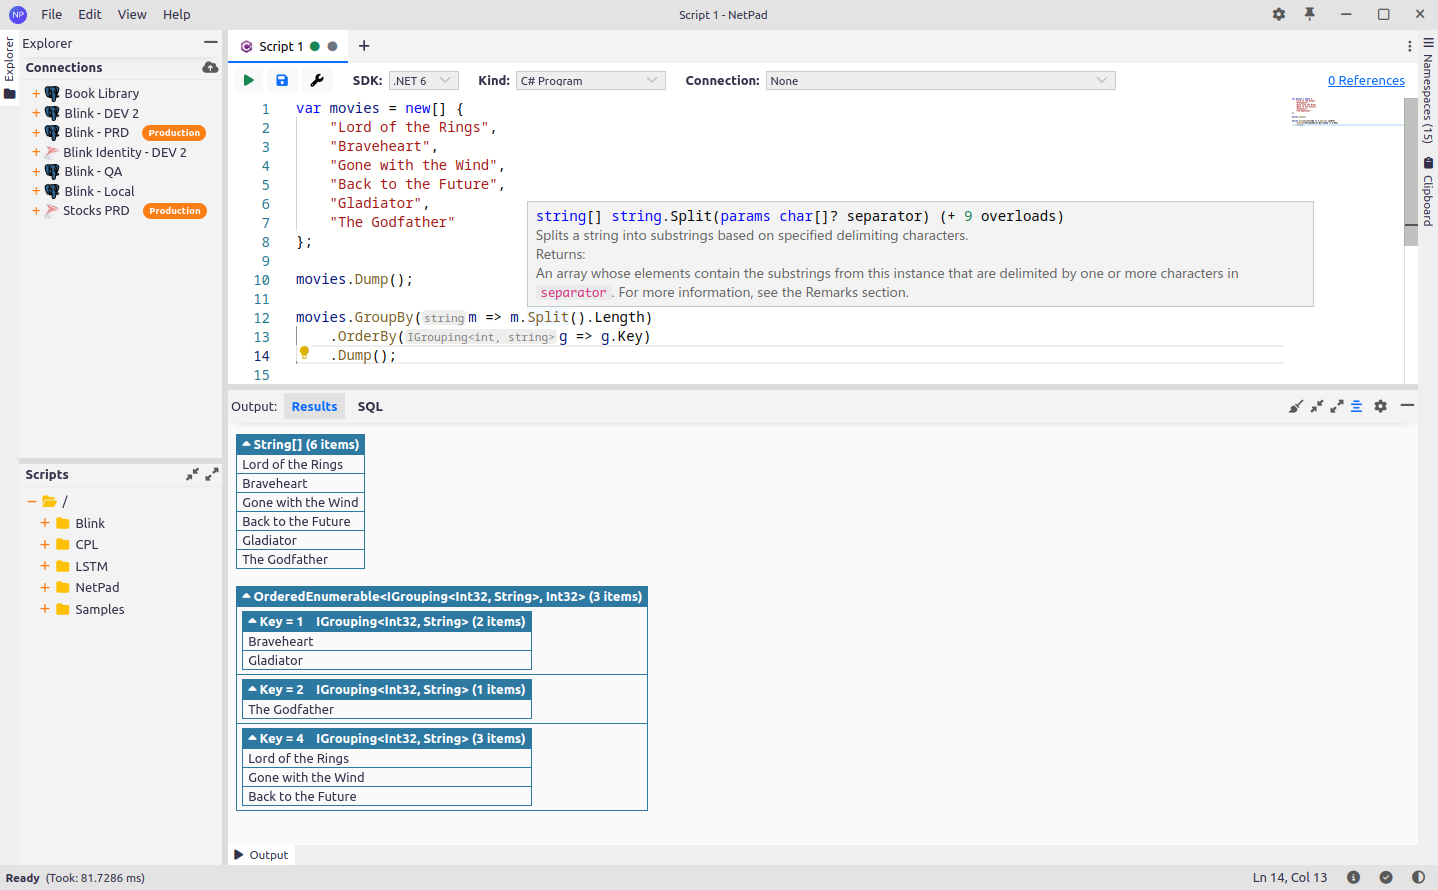 NP File Edit View Help
Script 1 - NetPad
Explorer
Explorer
Connections
Book Library
Blink - DEV 2
Blink - PRD Production
Blink Identity - DEV 2
Blink - QA
Blink - Local
Stocks PRD Production
Scripts
/
Blink
CPL
LSTM
NetPad
Samples
Script 1
SDK: .NET 6 Kind: C# Program Connection: None 0 References
1 var movies = new[] {
2 "Lord of the Rings",
3 "Braveheart",
4 "Gone with the Wind",
5 "Back to the Future",
6 "Gladiator",
7 "The Godfather"
8 };
9
10 movies.Dump();
11
12 movies.GroupBy(string m => m.Split().Length)
13 .OrderBy(IGrouping<int, string> g => g.Key)
14 .Dump();
15
string[] string.Split(params char[]? separator) (+ 9 overloads)
Splits a string into substrings based on specified delimiting characters.
Returns:
An array whose elements contain the substrings from this instance that are delimited by one or more characters in
separator. For more information, see the Remarks section.
Namespaces (15)
Clipboard
Output: Results SQL
String[] (6 items)
Lord of the Rings
Braveheart
Gone with the Wind
Back to the Future
Gladiator
The Godfather
OrderedEnumerable<IGrouping<Int32, String>, Int32> (3 items)
Key = 1 IGrouping<Int32, String> (2 items)
Braveheart
Gladiator
Key = 2 IGrouping<Int32, String> (1 items)
The Godfather
Key = 4 IGrouping<Int32, String> (3 items)
Lord of the Rings
Gone with the Wind
Back to the Future
Output
Ready (Took: 81.7286 ms)
Ln 14, Col 13